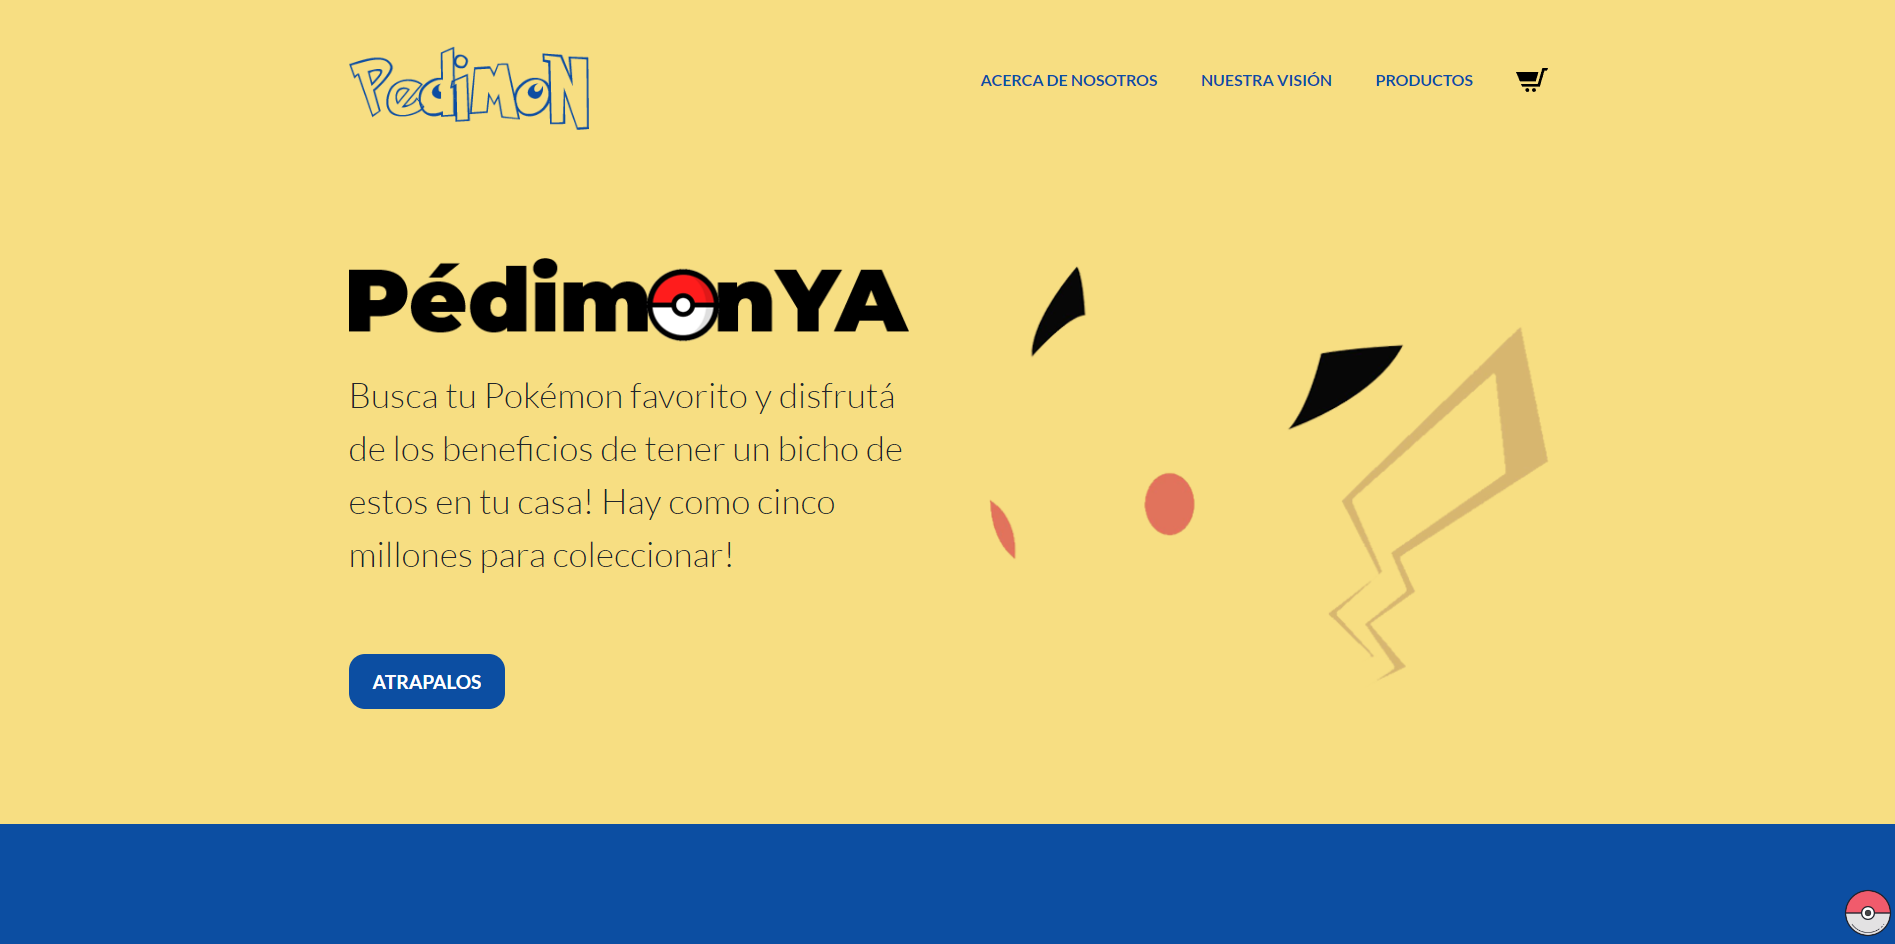 PediMoN
ACERCA DE NOSOTROS
NUESTRA VISIÓN
PRODUCTOS
PédimonYA
Busca tu Pokémon favorito y disfrutá
de los beneficios de tener un bicho de
estos en tu casa! Hay como cinco
millones para coleccionar!
ATRAPALOS